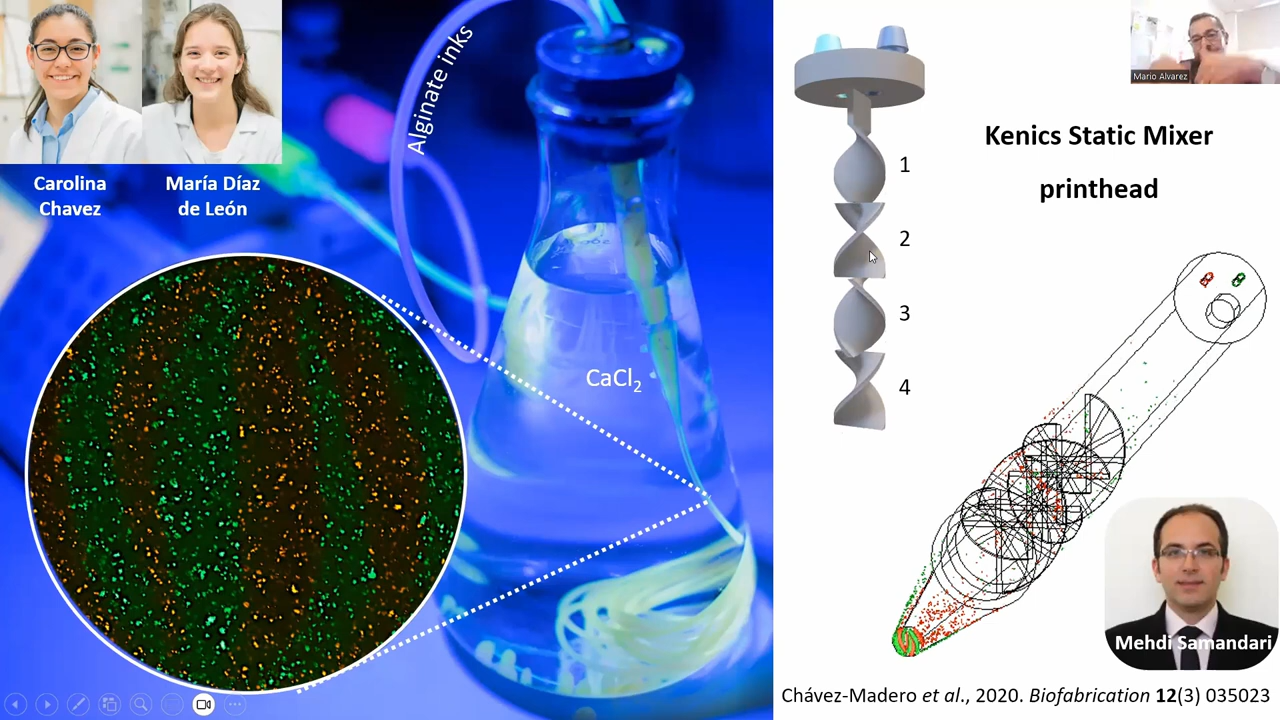 Carolina
Chavez
María Díaz
de León
Alginate inks
CaCl₂
1
2
3
4
Kenics Static Mixer
printhead
Mario Alvarez
Mehdi Samandari
Chávez-Madero et al., 2020. Biofabrication 12(3) 035023